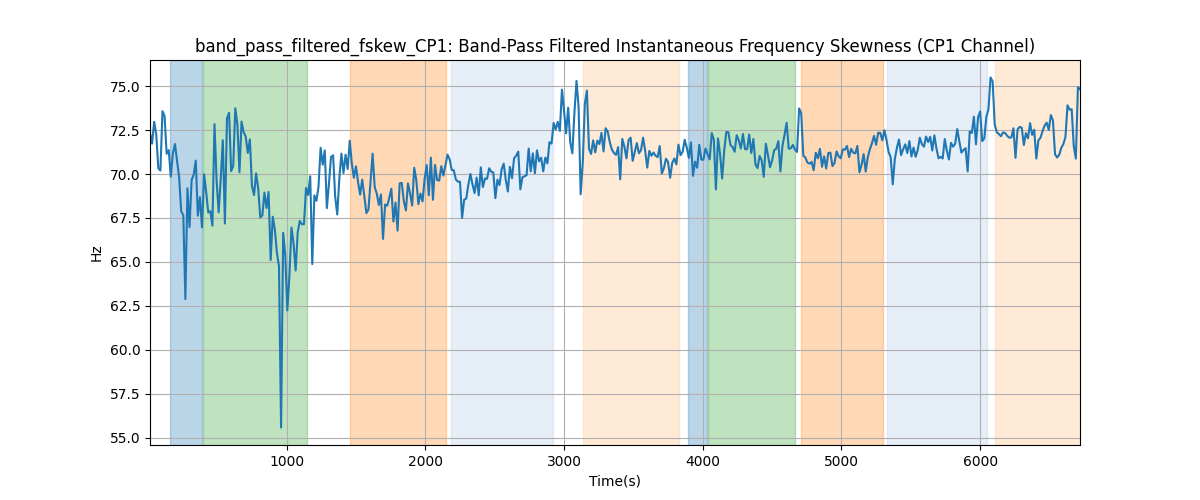 band_pass_filtered_fskew_CP1: Band-Pass Filtered Instantaneous Frequency Skewness (CP1 Channel)
75.0
72.5
70.0
67.5
65.0
62.5
60.0
57.5
55.0
Hz
1000 2000 3000 4000 5000 6000
Time(s)